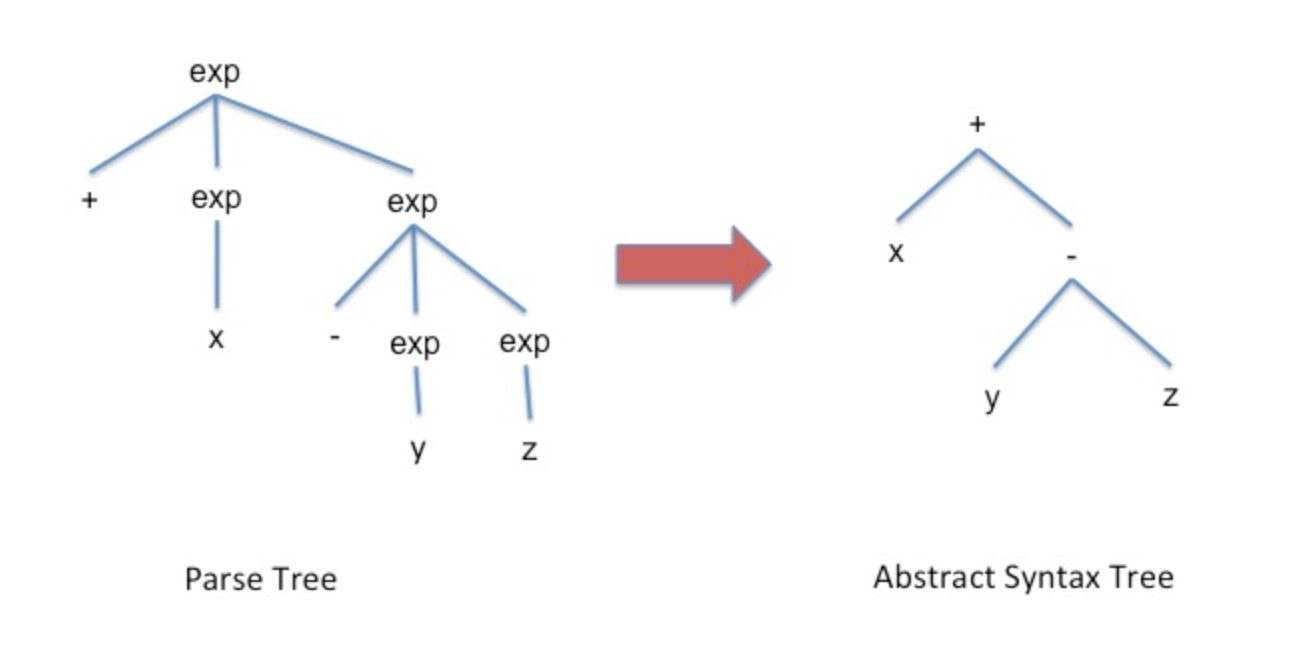 exp
+ exp exp
x - exp exp
y z
Parse Tree
+
x -
y z
Abstract Syntax Tree